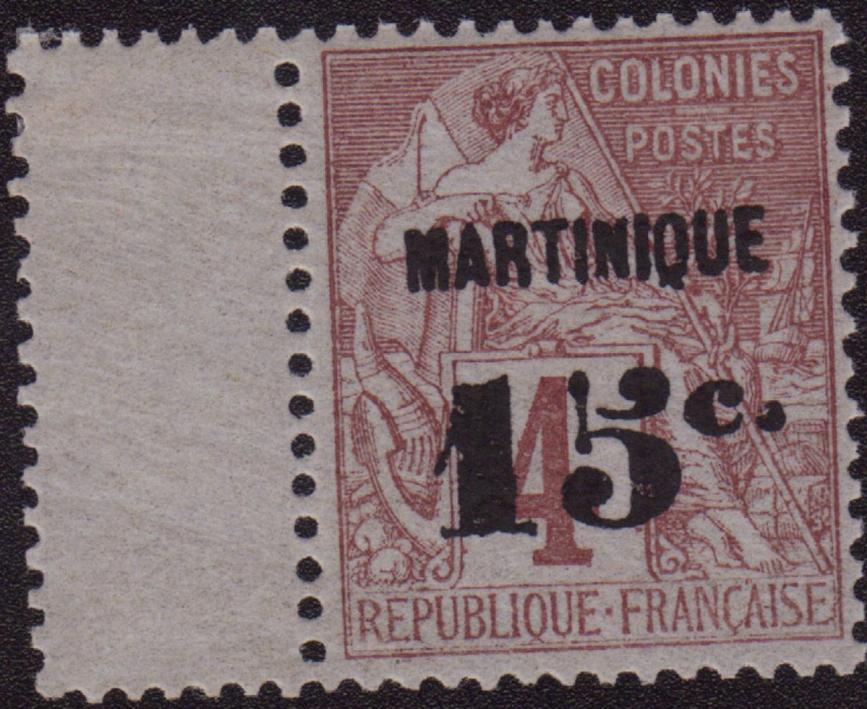 COLONIES
POSTES
MARTINIQUE
15c.
4
REPUBLIQUE·FRANÇAISE